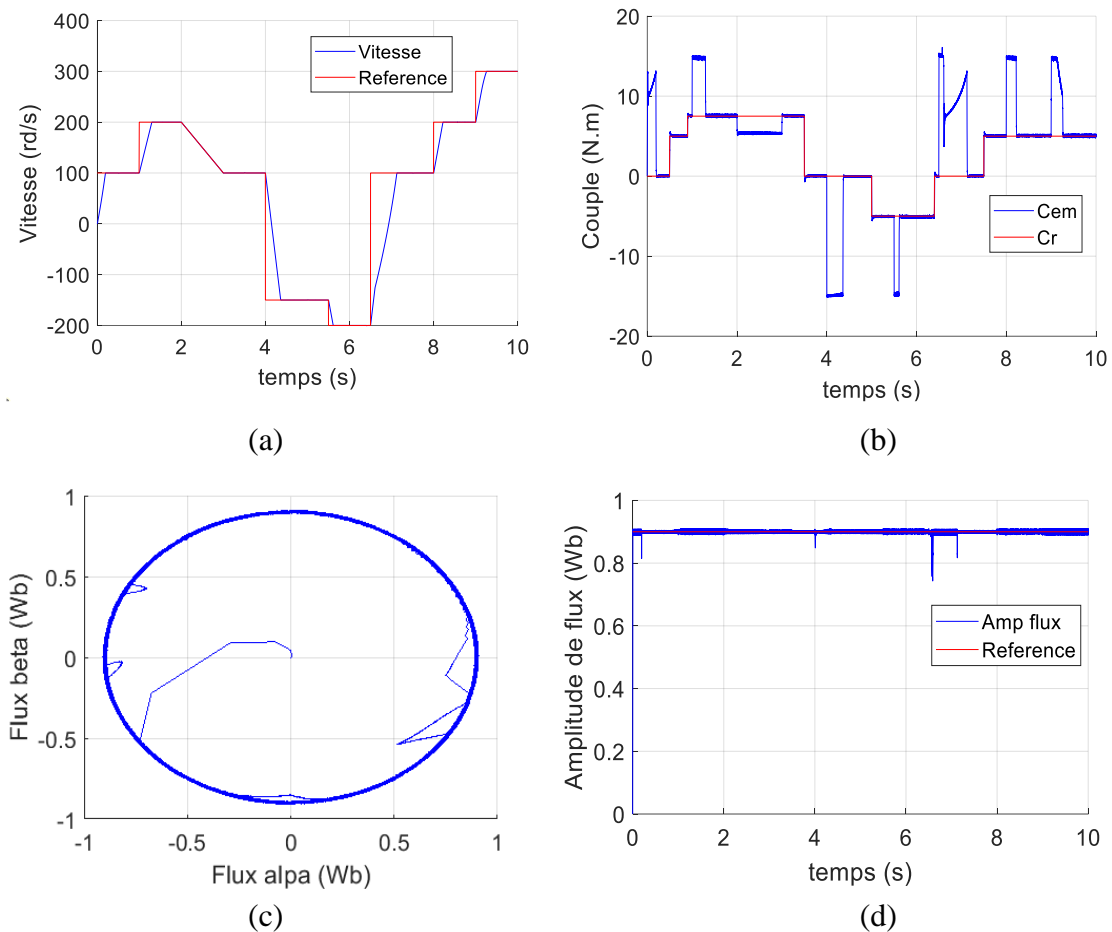 400
300
200
100
0
-100
-200
0 2 4 6 8 10
Vitesse (rd/s)
temps (s)
Vitesse
Reference
(a)
20
10
0
-10
-20
0 2 4 6 8 10
Couple (N.m)
temps (s)
Cem
Cr
(b)
1
0.5
0
-0.5
-1
-1 -0.5 0 0.5 1
Flux beta (Wb)
Flux alpa (Wb)
(c)
1
0.8
0.6
0.4
0.2
0
0 2 4 6 8 10
Amplitude de flux (Wb)
temps (s)
Amp flux
Reference
(d)